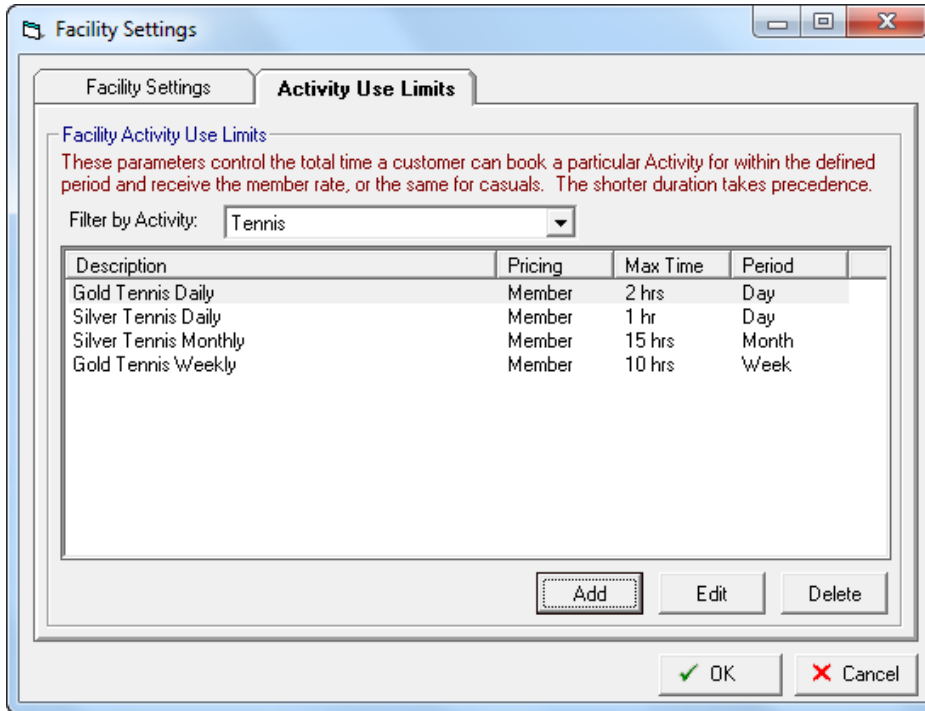 Facility Settings
Facility Settings Activity Use Limits
Facility Activity Use Limits
These parameters control the total time a customer can book a particular Activity for within the defined
period and receive the member rate, or the same for casuals.  The shorter duration takes precedence.
Filter by Activity: Tennis
Description Pricing Max Time Period
Gold Tennis Daily Member 2 hrs Day
Silver Tennis Daily Member 1 hr Day
Silver Tennis Monthly Member 15 hrs Month
Gold Tennis Weekly Member 10 hrs Week
Add Edit Delete
OK Cancel